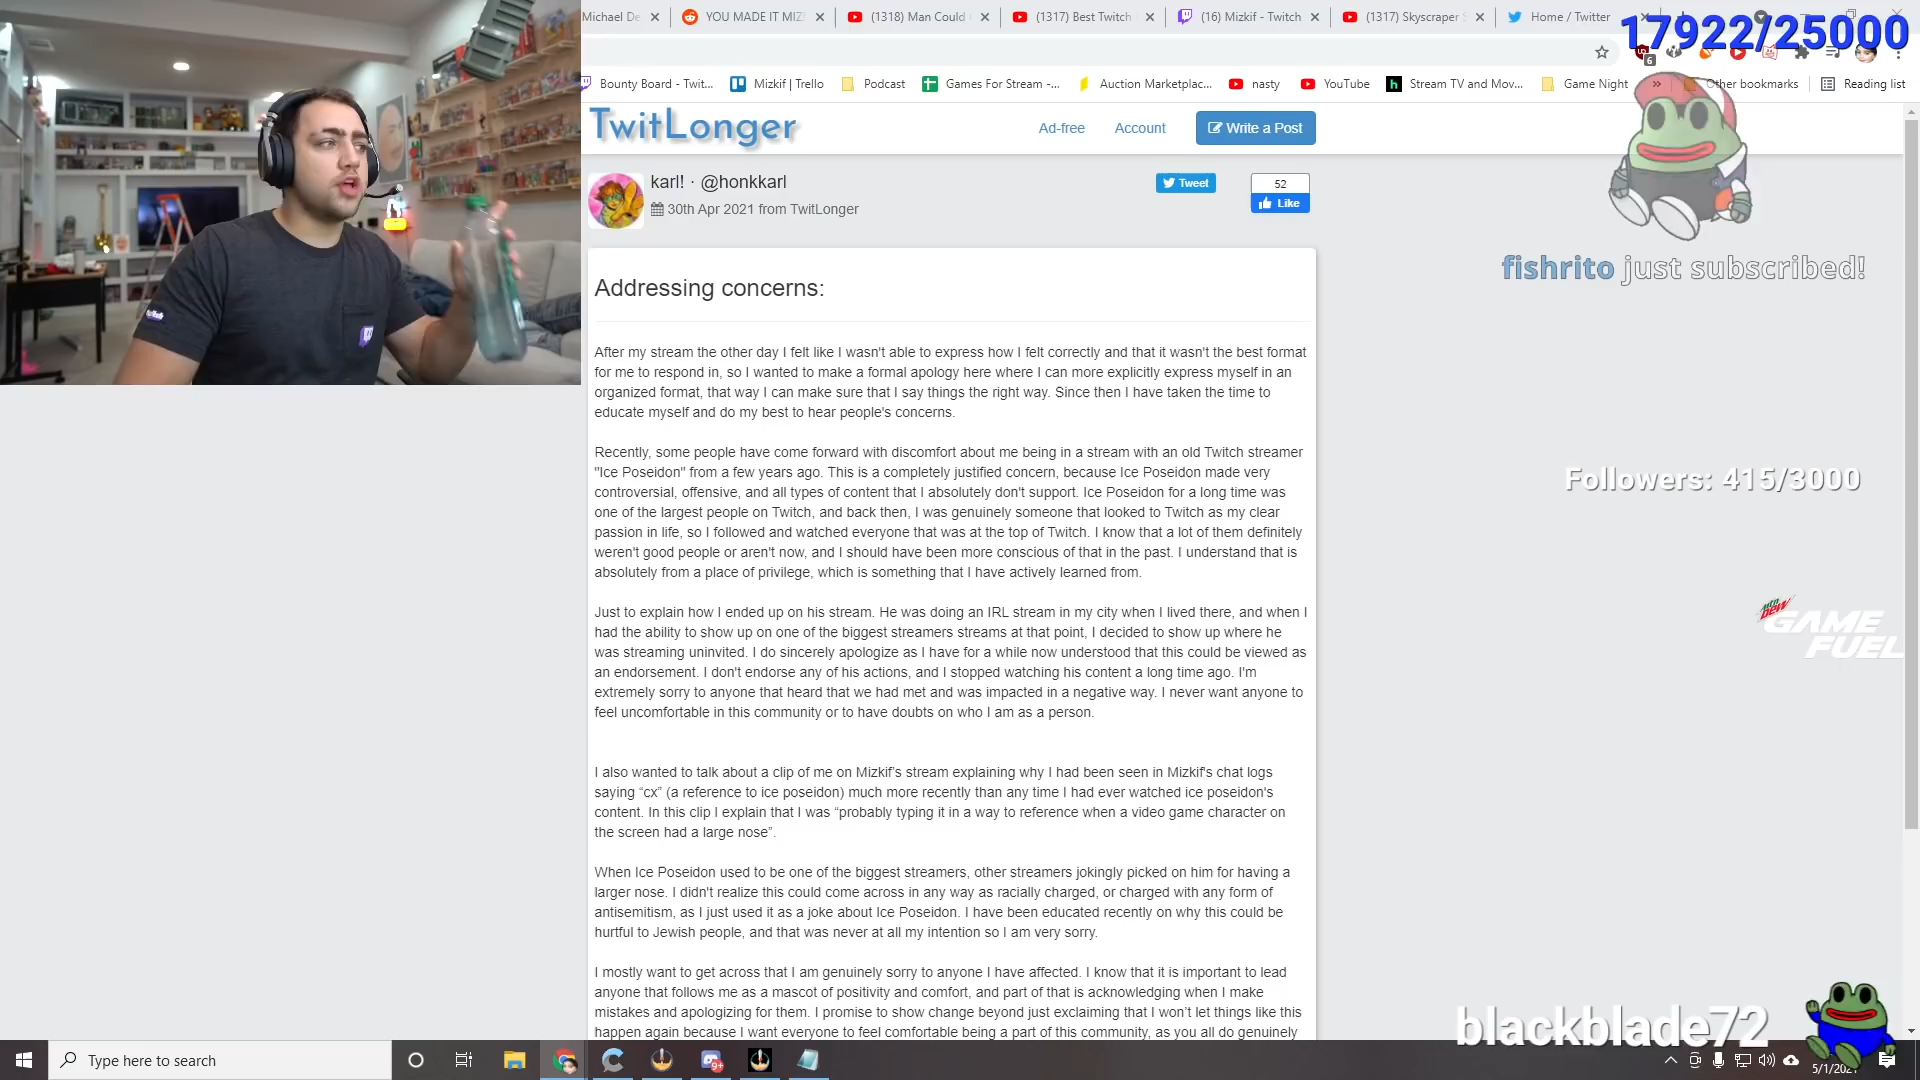 Michael De
YOU MADE IT MIZ
(1318) Man Could
(1317) Best Twitch
(16) Mizkif - Twitch
(1317) Skyscraper
Home / Twitter
17922/25000
6
Bounty Board - Twit...
Mizkif | Trello
Podcast
Games For Stream -...
Auction Marketplac...
nasty
YouTube
Stream TV and Mov...
Game Night
»
Other bookmarks
Reading list
TwitLonger
Ad-free
Account
Write a Post
karl! · @honkkarl
30th Apr 2021 from TwitLonger
Tweet
52
Like
fishrito just subscribed!
Addressing concerns:
After my stream the other day I felt like I wasn't able to express how I felt correctly and that it wasn't the best format
for me to respond in, so I wanted to make a formal apology here where I can more explicitly express myself in an
organized format, that way I can make sure that I say things the right way. Since then I have taken the time to
educate myself and do my best to hear people's concerns.
Recently, some people have come forward with discomfort about me being in a stream with an old Twitch streamer
"Ice Poseidon" from a few years ago. This is a completely justified concern, because Ice Poseidon made very
controversial, offensive, and all types of content that I absolutely don't support. Ice Poseidon for a long time was
one of the largest people on Twitch, and back then, I was genuinely someone that looked to Twitch as my clear
passion in life, so I followed and watched everyone that was at the top of Twitch. I know that a lot of them definitely
weren't good people or aren't now, and I should have been more conscious of that in the past. I understand that is
absolutely from a place of privilege, which is something that I have actively learned from.
Followers: 415/3000
Just to explain how I ended up on his stream. He was doing an IRL stream in my city when I lived there, and when I
had the ability to show up on one of the biggest streamers streams at that point, I decided to show up where he
was streaming uninvited. I do sincerely apologize as I have for a while now understood that this could be viewed as
an endorsement. I don't endorse any of his actions, and I stopped watching his content a long time ago. I'm
extremely sorry to anyone that heard that we had met and was impacted in a negative way. I never want anyone to
feel uncomfortable in this community or to have doubts on who I am as a person.
mtn DEW
GAME
FUEL
I also wanted to talk about a clip of me on Mizkif's stream explaining why I had been seen in Mizkif's chat logs
saying “cx” (a reference to ice poseidon) much more recently than any time I had ever watched ice poseidon's
content. In this clip I explain that I was “probably typing it in a way to reference when a video game character on
the screen had a large nose”.
When Ice Poseidon used to be one of the biggest streamers, other streamers jokingly picked on him for having a
larger nose. I didn't realize this could come across in any way as racially charged, or charged with any form of
antisemitism, as I just used it as a joke about Ice Poseidon. I have been educated recently on why this could be
hurtful to Jewish people, and that was never at all my intention so I am very sorry.
I mostly want to get across that I am genuinely sorry to anyone I have affected. I know that it is important to lead
anyone that follows me as a mascot of positivity and comfort, and part of that is acknowledging when I make
mistakes and apologizing for them. I promise to show change beyond just exclaiming that I won't let things like this
happen again because I want everyone to feel comfortable being a part of this community, as you all do genuinely
blackblade72
Type here to search
9+